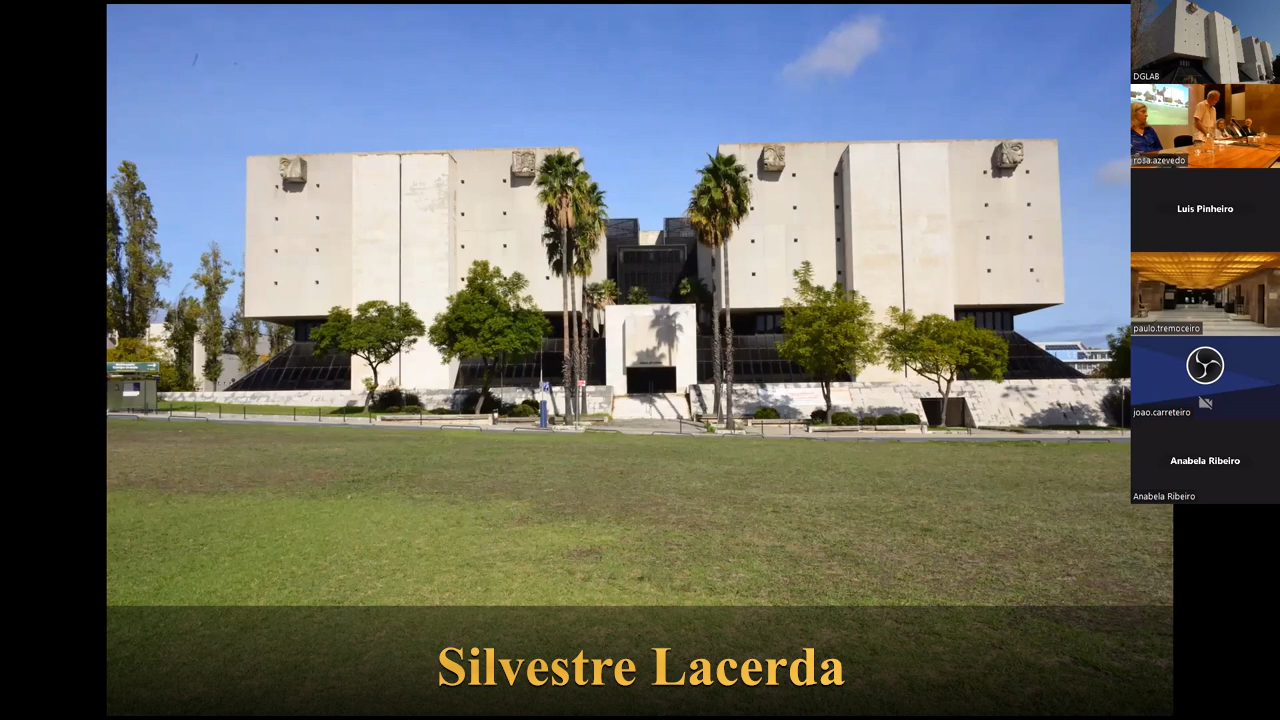 Silvestre Lacerda
DGLAB
rosa.azevedo
Luis Pinheiro
paulo.tremoceiro
joao.carreteiro
Anabela Ribeiro
Anabela Ribeiro